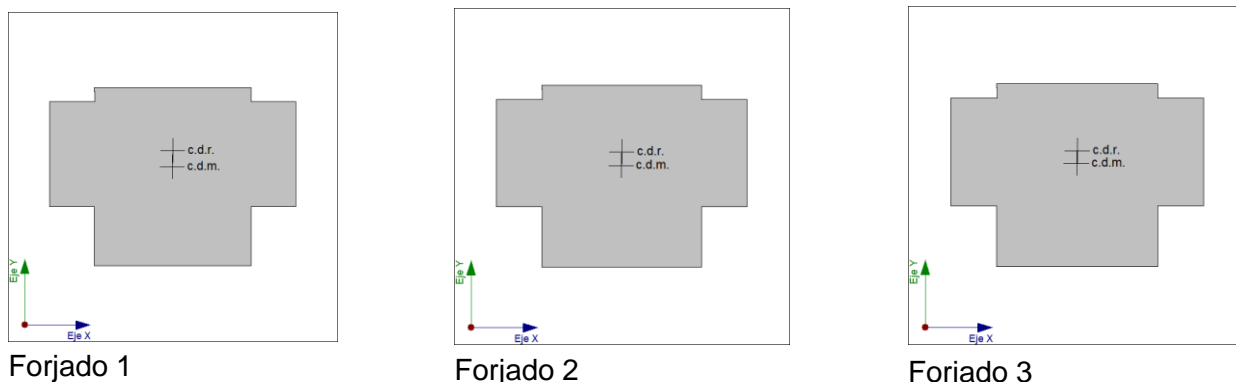 c.d.r.
c.d.m.
Eje Y
Eje X
Forjado 1
c.d.r.
c.d.m.
Eje Y
Eje X
Forjado 2
c.d.r.
c.d.m.
Eje Y
Eje X
Forjado 3